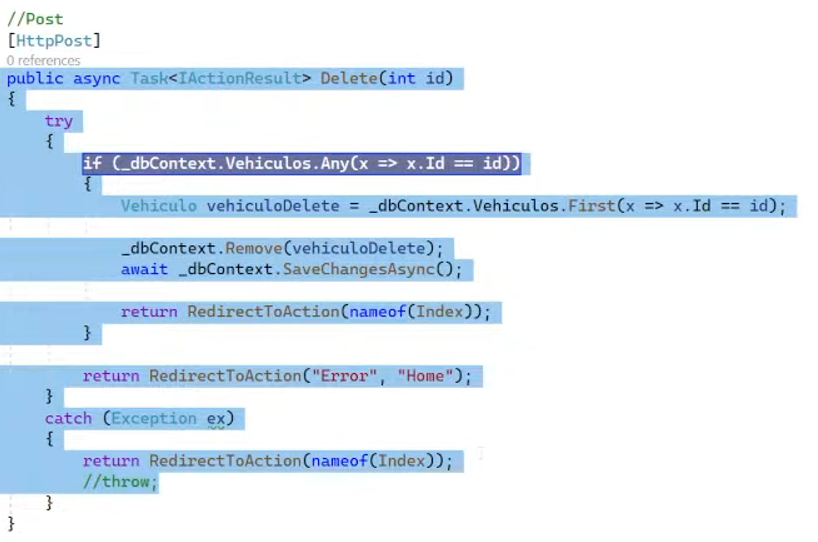 //Post
[HttpPost]
0 references
public async Task<IActionResult> Delete(int id)
{
    try
    {
        if (_dbContext.Vehiculos.Any(x => x.Id == id))
        {
            Vehiculo vehiculoDelete = _dbContext.Vehiculos.First(x => x.Id == id);

            _dbContext.Remove(vehiculoDelete);
            await _dbContext.SaveChangesAsync();

            return RedirectToAction(nameof(Index));
        }

        return RedirectToAction("Error", "Home");
    }
    catch (Exception ex)
    {
        return RedirectToAction(nameof(Index));
        //throw;
    }
}